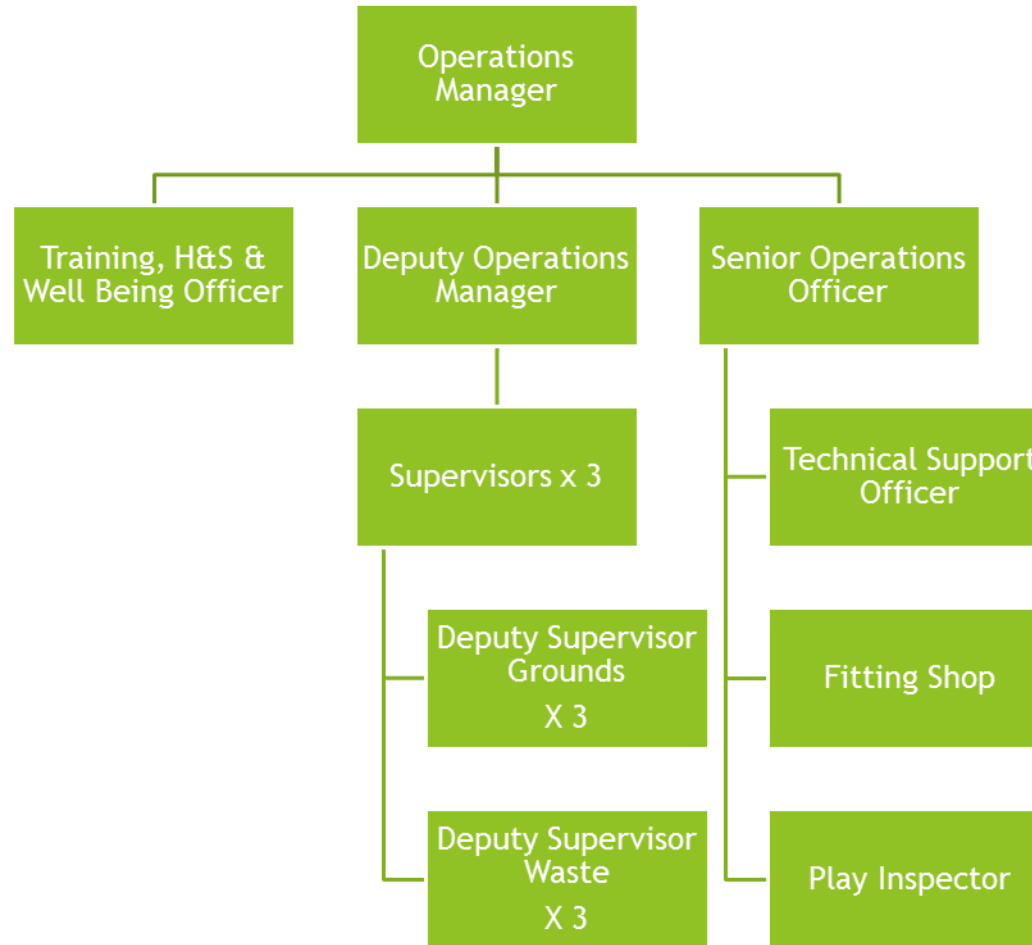 Operations
Manager
Training, H&S &
Well Being Officer
Deputy Operations
Manager
Senior Operations
Officer
Supervisors x 3
Technical Support
Officer
Deputy Supervisor
Grounds
X 3
Fitting Shop
Deputy Supervisor
Waste
X 3
Play Inspector